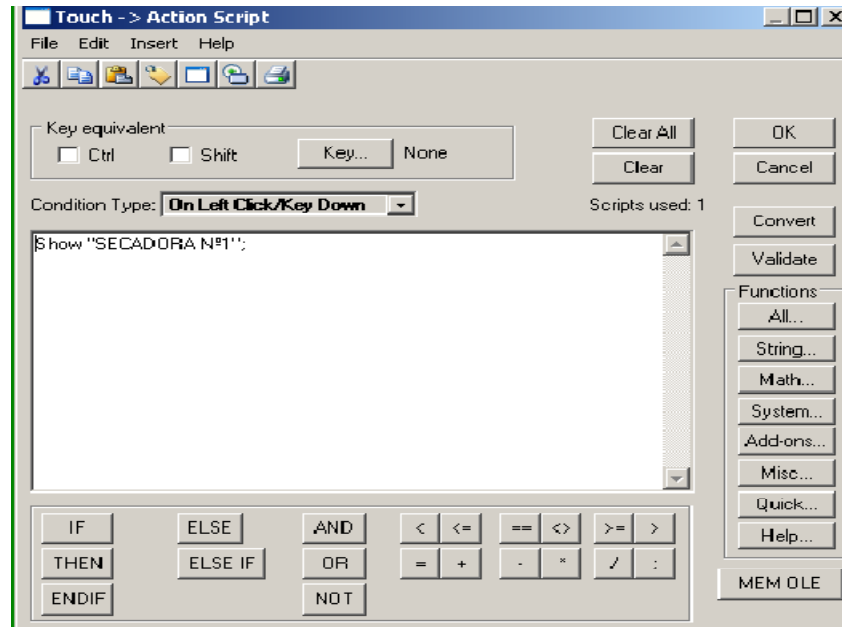 Touch -> Action Script
File Edit Insert Help
Key equivalent
Ctrl Shift Key... None
Clear All
Clear
OK
Cancel
Condition Type: On Left Click/Key Down
Scripts used: 1
Convert
Validate
Show "SECADORA Nº1";
Functions
All...
String...
Math...
System...
Add-ons...
Misc...
Quick...
Help...
IF ELSE AND < <= == <> >= >
THEN ELSE IF OR = + - * / :
ENDIF NOT
MEM OLE